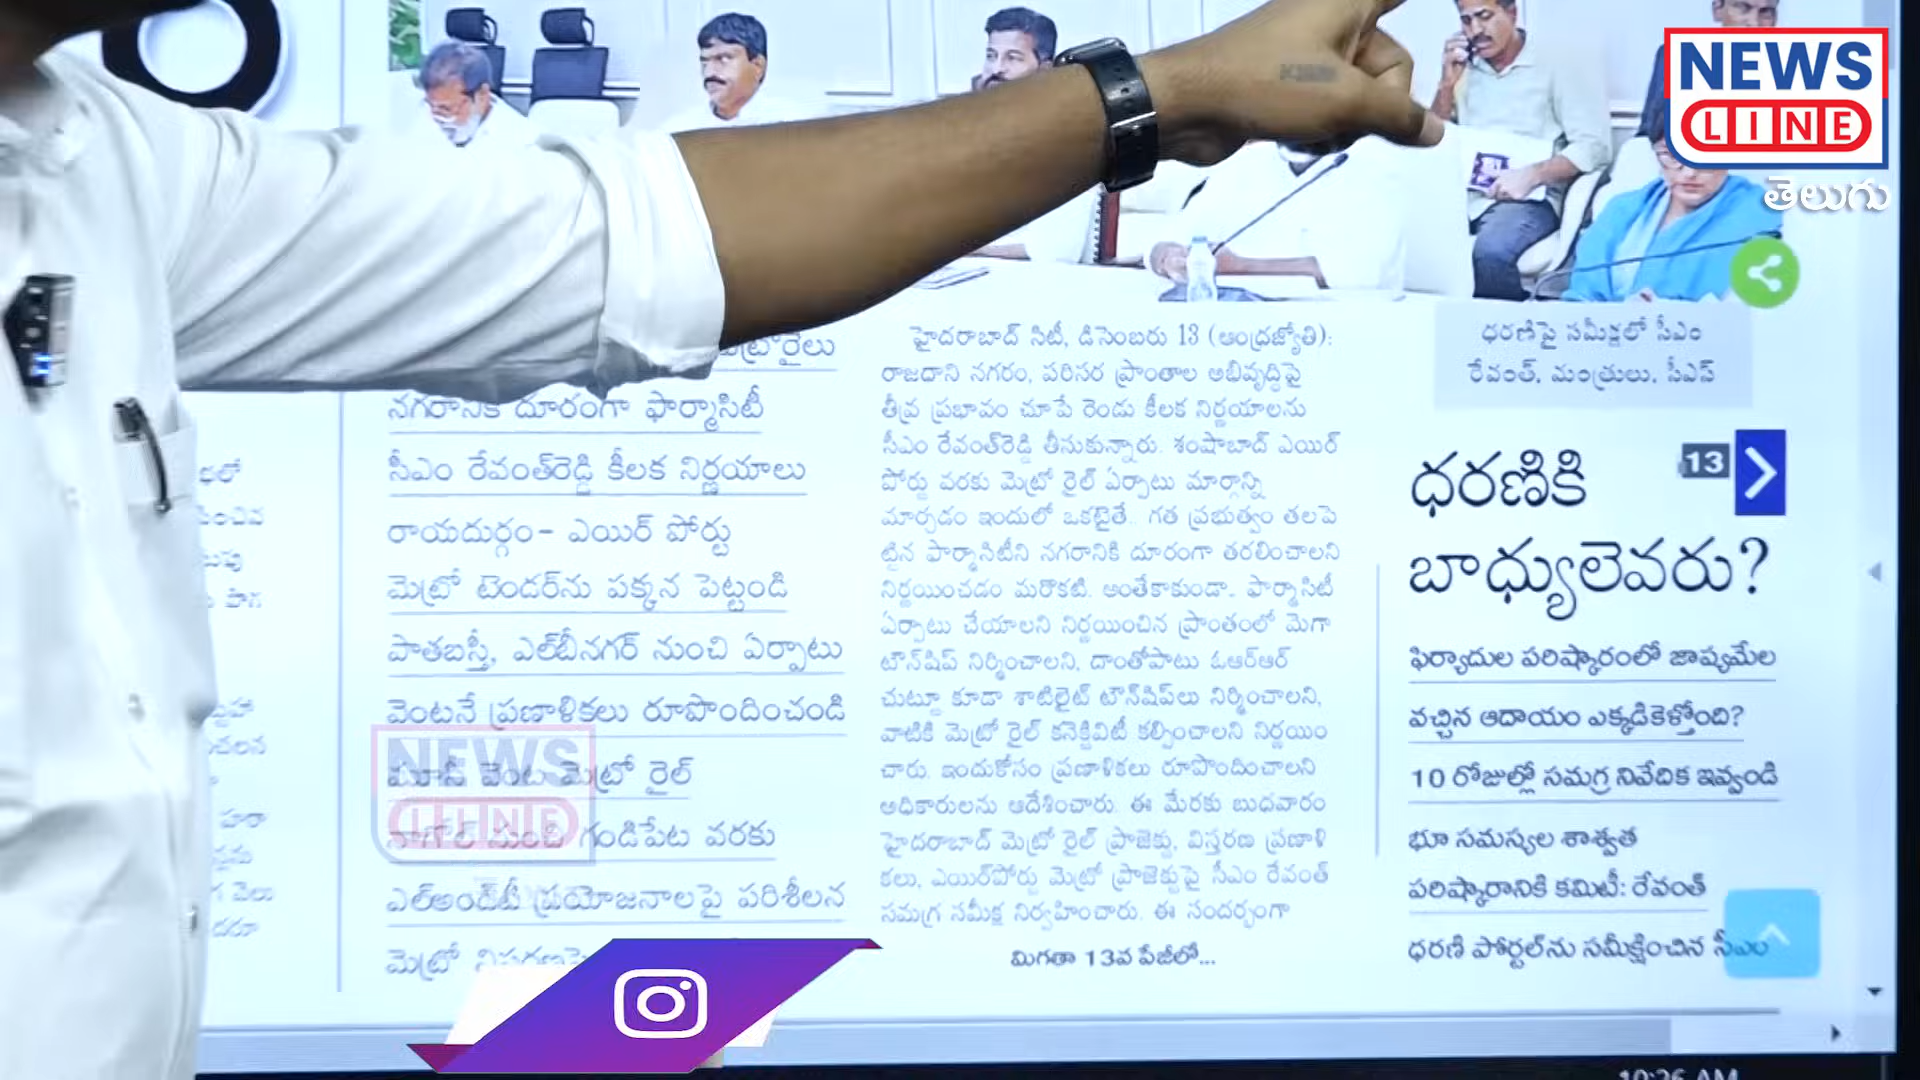 NEWS
LINE
తెలుగు
మెట్రోరైలు
నగరానికి దూరంగా ఫార్మాసిటీ
సీఎం రేవంత్‌రెడ్డి కీలక నిర్ణయాలు
రాయదుర్గం- ఎయిర్ పోర్టు
మెట్రో టెండర్‌ను పక్కన పెట్టండి
పాతబస్తీ, ఎల్‌బీనగర్ నుంచి ఏర్పాటు
వెంటనే ప్రణాళికలు రూపొందించండి
మూసీ వెంట మెట్రో రైల్
నాగోల్ నుంచి గండిపేట వరకు
ఎల్అండ్‌టీ ప్రయోజనాలపై పరిశీలన
మెట్రో
NEWS
LINE
హైదరాబాద్ సిటీ, డిసెంబరు 13 (ఆంధ్రజ్యోతి):
రాజధాని నగరం, పరిసర ప్రాంతాల అభివృద్ధిపై
తీవ్ర ప్రభావం చూపే రెండు కీలక నిర్ణయాలను
సీఎం రేవంత్‌రెడ్డి తీసుకున్నారు. శంషాబాద్ ఎయిర్
పోర్టు వరకు మెట్రో రైల్ ఏర్పాటు మార్గాన్ని
మార్చడం ఇందులో ఒకటైతే.. గత ప్రభుత్వం తలపె
ట్టిన ఫార్మాసిటీని నగరానికి దూరంగా తరలించాలని
నిర్ణయించడం మరొకటి. అంతేకాకుండా.. ఫార్మాసిటీ
ఏర్పాటు చేయాలని నిర్ణయించిన ప్రాంతంలో మెగా
టౌన్‌షిప్ నిర్మించాలని, దాంతోపాటు ఓఆర్ఆర్
చుట్టూ కూడా శాటిలైట్ టౌన్‌షిప్‌లు నిర్మించాలని,
వాటికి మెట్రో రైల్ కనెక్టివిటీ కల్పించాలని నిర్ణయిం
చారు. ఇందుకోసం ప్రణాళికలు రూపొందించాలని
అధికారులను ఆదేశించారు. ఈ మేరకు బుధవారం
హైదరాబాద్ మెట్రో రైల్ ప్రాజెక్టు, విస్తరణ ప్రణాళి
కలు, ఎయిర్‌పోర్టు మెట్రో ప్రాజెక్టుపై సీఎం రేవంత్
సమగ్ర సమీక్ష నిర్వహించారు. ఈ సందర్భంగా
మిగతా 13వ పేజీలో...
ధరణిపై సమీక్షలో సీఎం
రేవంత్, మంత్రులు, సీఎస్
ధరణికి
13
బాధ్యులెవరు?
ఫిర్యాదుల పరిష్కారంలో జాప్యమేల
వచ్చిన ఆదాయం ఎక్కడికెళ్తోంది?
10 రోజుల్లో సమగ్ర నివేదిక ఇవ్వండి
భూ సమస్యల శాశ్వత
పరిష్కారానికి కమిటీ: రేవంత్
ధరణి పోర్టల్‌ను సమీక్షించిన సీఎం
10:26 AM